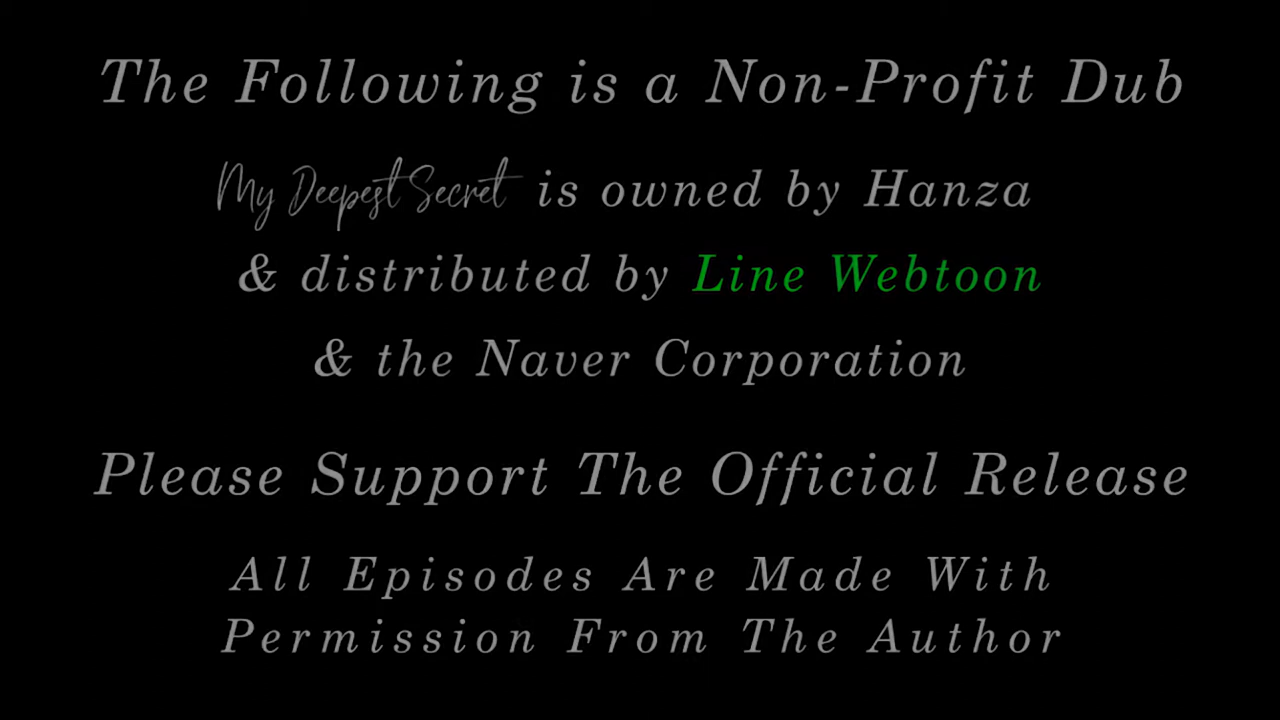 The Following is a Non-Profit Dub
My Deepest Secret is owned by Hanza
& distributed by Line Webtoon
& the Naver Corporation
Please Support The Official Release
All Episodes Are Made With
Permission From The Author